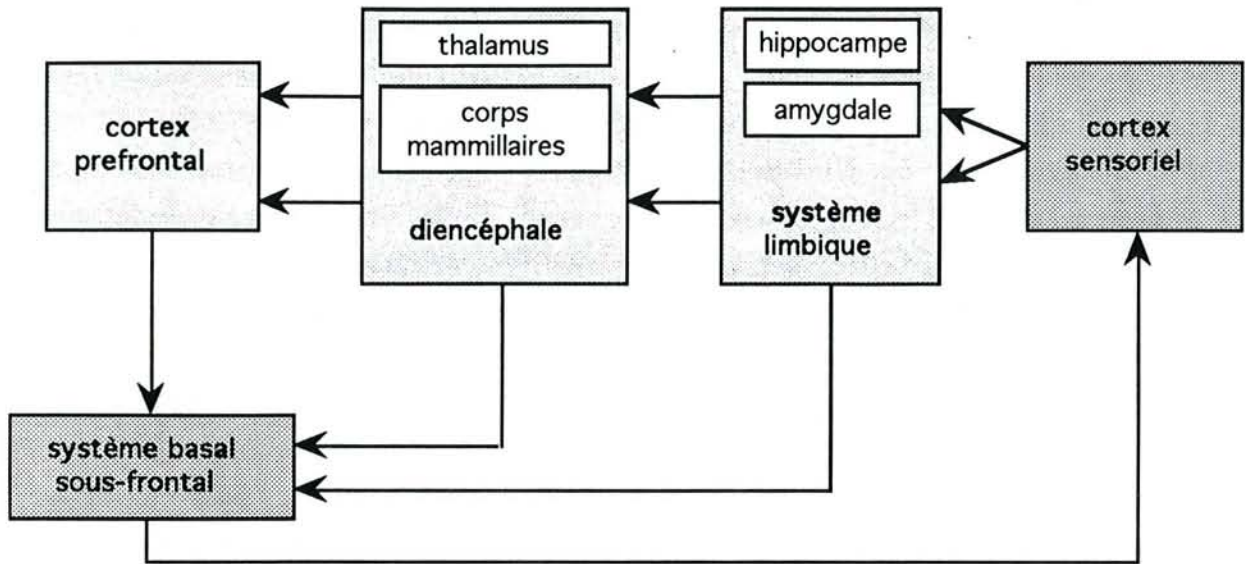 thalamus
corps
mammillaires
diencéphale
hippocampe
amygdale
système
limbique
cortex
prefrontal
cortex
sensoriel
système basal
sous-frontal